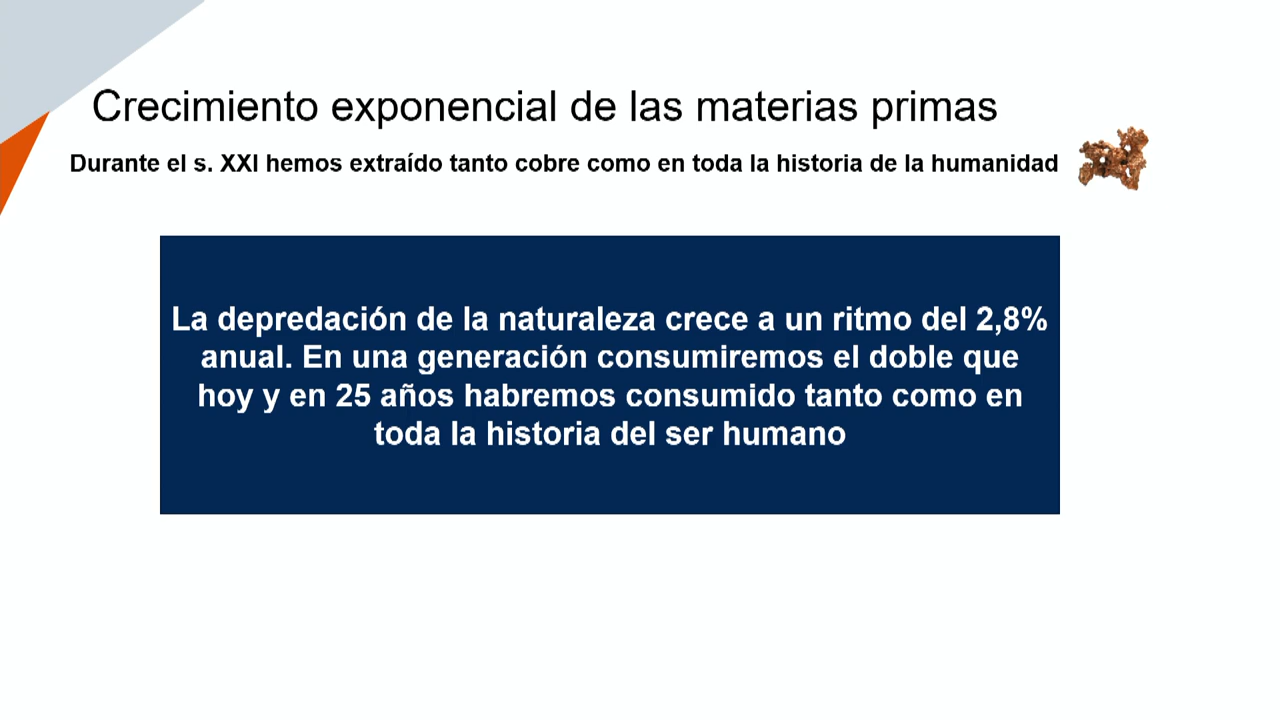 Crecimiento exponencial de las materias primas
Durante el s. XXI hemos extraído tanto cobre como en toda la historia de la humanidad
La depredación de la naturaleza crece a un ritmo del 2,8%
anual. En una generación consumiremos el doble que
hoy y en 25 años habremos consumido tanto como en
toda la historia del ser humano